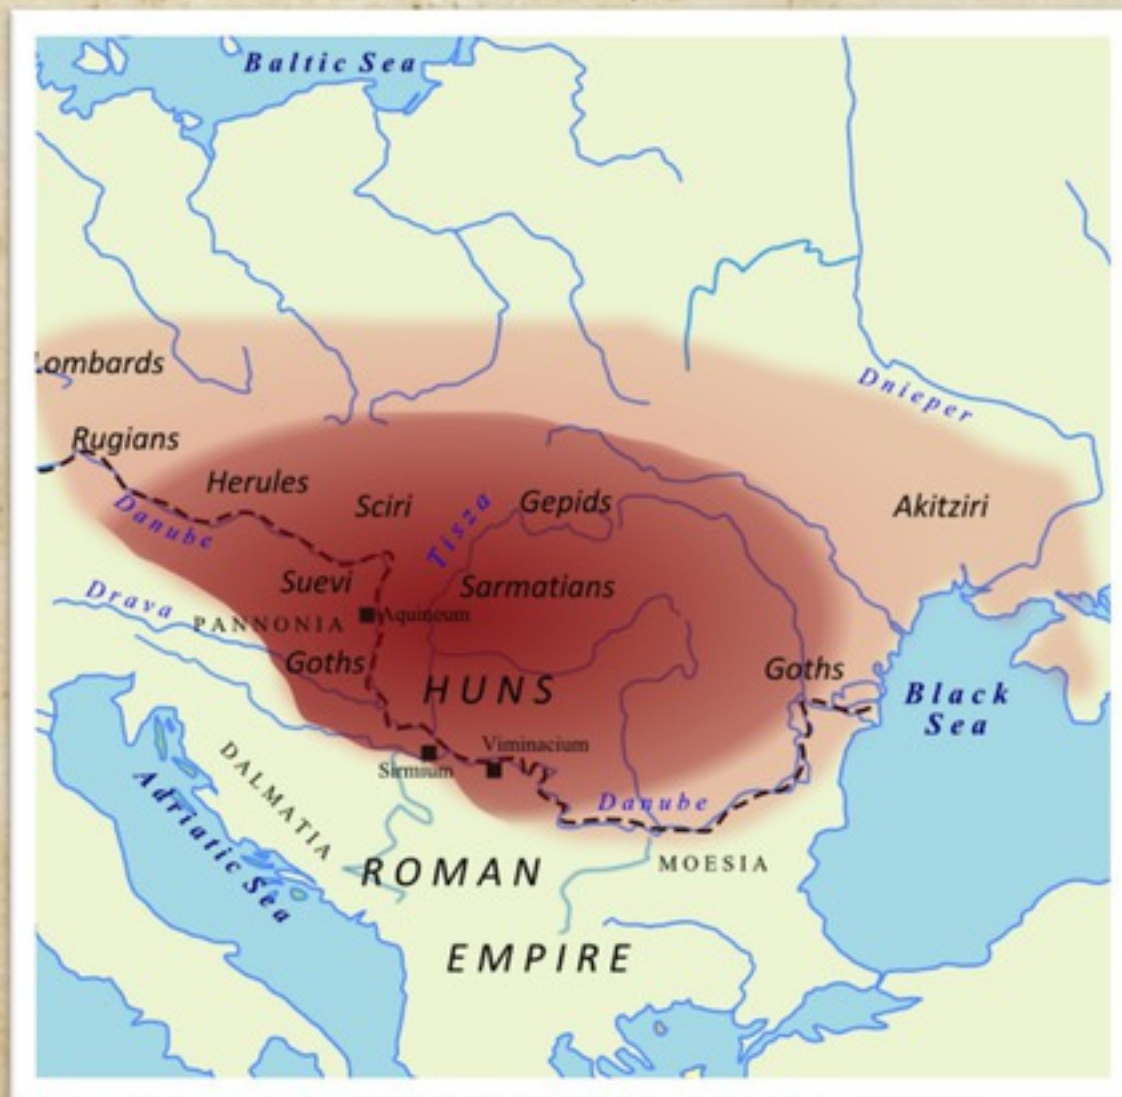 Baltic Sea
Lombards
Dnieper
Rugians
Herules
Sciri
Tisza
Gepids
Akitziri
Danube
Suevi
Sarmatians
Drava
PANNONIA
Aquineum
Goths
HUNS
Goths
Black
Sea
Viminacium
Sirmium
DALMATIA
Adriatic Sea
Danube
MOESIA
ROMAN
EMPIRE